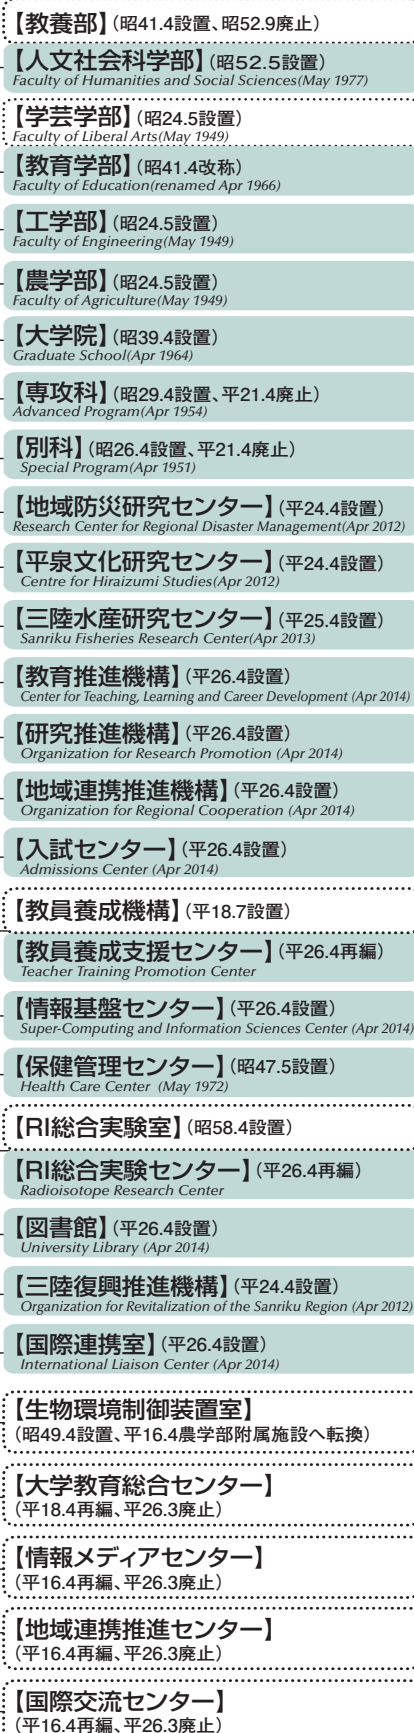 【教養部】（昭41.4設置、昭52.9廃止）
【人文社会科学部】（昭52.5設置）
Faculty of Humanities and Social Sciences(May 1977)
【学芸学部】（昭24.5設置）
Faculty of Liberal Arts(May 1949)
【教育学部】（昭41.4改称）
Faculty of Education(renamed Apr 1966)
【工学部】（昭24.5設置）
Faculty of Engineering(May 1949)
【農学部】（昭24.5設置）
Faculty of Agriculture(May 1949)
【大学院】（昭39.4設置）
Graduate School(Apr 1964)
【専攻科】（昭29.4設置、平21.4廃止）
Advanced Program(Apr 1954)
【別科】（昭26.4設置、平21.4廃止）
Special Program(Apr 1951)
【地域防災研究センター】（平24.4設置）
Research Center for Regional Disaster Management(Apr 2012)
【平泉文化研究センター】（平24.4設置）
Centre for Hiraizumi Studies(Apr 2012)
【三陸水産研究センター】（平25.4設置）
Sanriku Fisheries Research Center(Apr 2013)
【教育推進機構】（平26.4設置）
Center for Teaching, Learning and Career Development (Apr 2014)
【研究推進機構】（平26.4設置）
Organization for Research Promotion (Apr 2014)
【地域連携推進機構】（平26.4設置）
Organization for Regional Cooperation (Apr 2014)
【入試センター】（平26.4設置）
Admissions Center (Apr 2014)
【教員養成機構】（平18.7設置）
【教員養成支援センター】（平26.4再編）
Teacher Training Promotion Center
【情報基盤センター】（平26.4設置）
Super-Computing and Information Sciences Center (Apr 2014)
【保健管理センター】（昭47.5設置）
Health Care Center (May 1972)
【RI総合実験室】（昭58.4設置）
【RI総合実験センター】（平26.4再編）
Radioisotope Research Center
【図書館】（平26.4設置）
University Library (Apr 2014)
【三陸復興推進機構】（平24.4設置）
Organization for Revitalization of the Sanriku Region (Apr 2012)
【国際連携室】（平26.4設置）
International Liaison Center (Apr 2014)
【生物環境制御装置室】
（昭49.4設置、平16.4農学部附属施設へ転換）
【大学教育総合センター】
（平18.4再編、平26.3廃止）
【情報メディアセンター】
（平16.4再編、平26.3廃止）
【地域連携推進センター】
（平16.4再編、平26.3廃止）
【国際交流センター】
（平16.4再編、平26.3廃止）